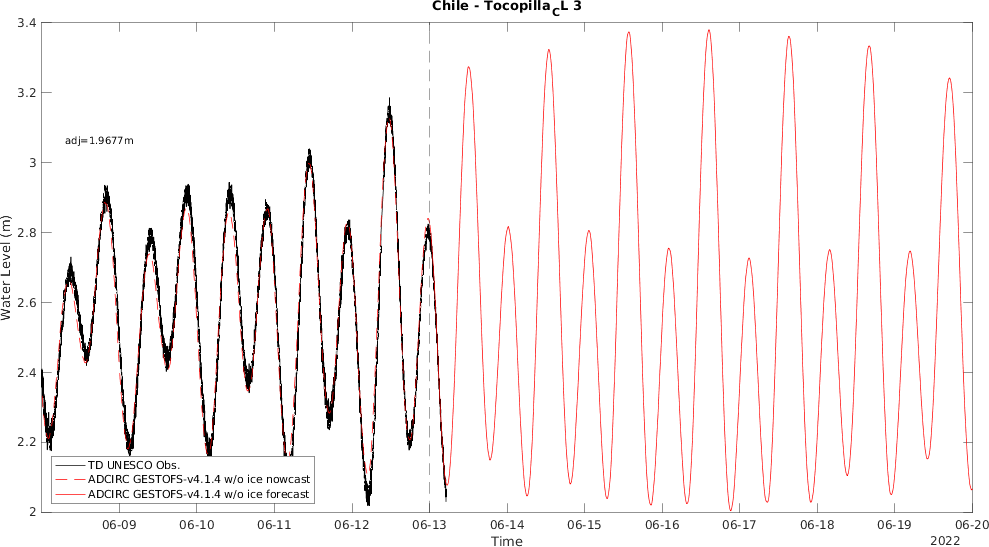 Chile - Tocopilla_CL 3
3.4
3.2
3
2.8
2.6
2.4
2.2
2
Water Level (m)
adj=1.9677m
TD UNESCO Obs.
ADCIRC GESTOFS-v4.1.4 w/o ice nowcast
ADCIRC GESTOFS-v4.1.4 w/o ice forecast
06-09 06-10 06-11 06-12 06-13 06-14 06-15 06-16 06-17 06-18 06-19 06-20
Time
2022